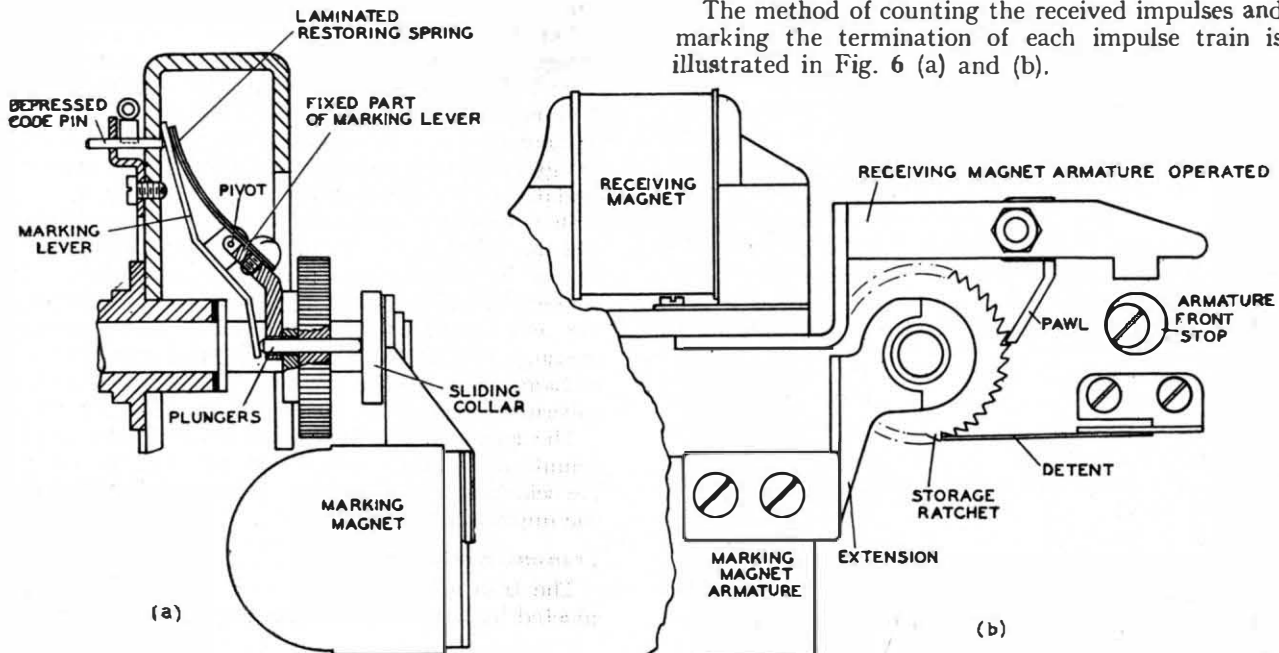 The method of counting the received impulses and
marking the termination of each impulse train is
illustrated in Fig. 6 (a) and (b).
LAMINATED
RESTORING SPRING
DEPRESSED
CODE PIN
FIXED PART
OF MARKING LEVER
PIVOT
MARKING
LEVER
PLUNGERS
SLIDING
COLLAR
MARKING
MAGNET
(a)
RECEIVING
MAGNET
RECEIVING MAGNET ARMATURE OPERATED
PAWL
ARMATURE
FRONT
STOP
DETENT
STORAGE
RATCHET
EXTENSION
MARKING
MAGNET
ARMATURE
(b)